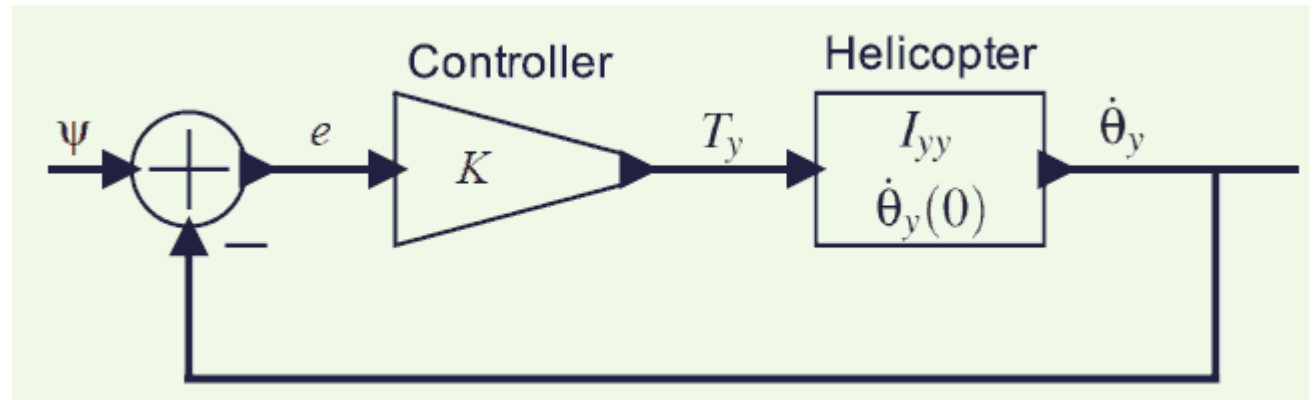 Controller
Helicopter
ψ
e
K
T_y
I_yy
θ̇_y(0)
θ̇_y
−